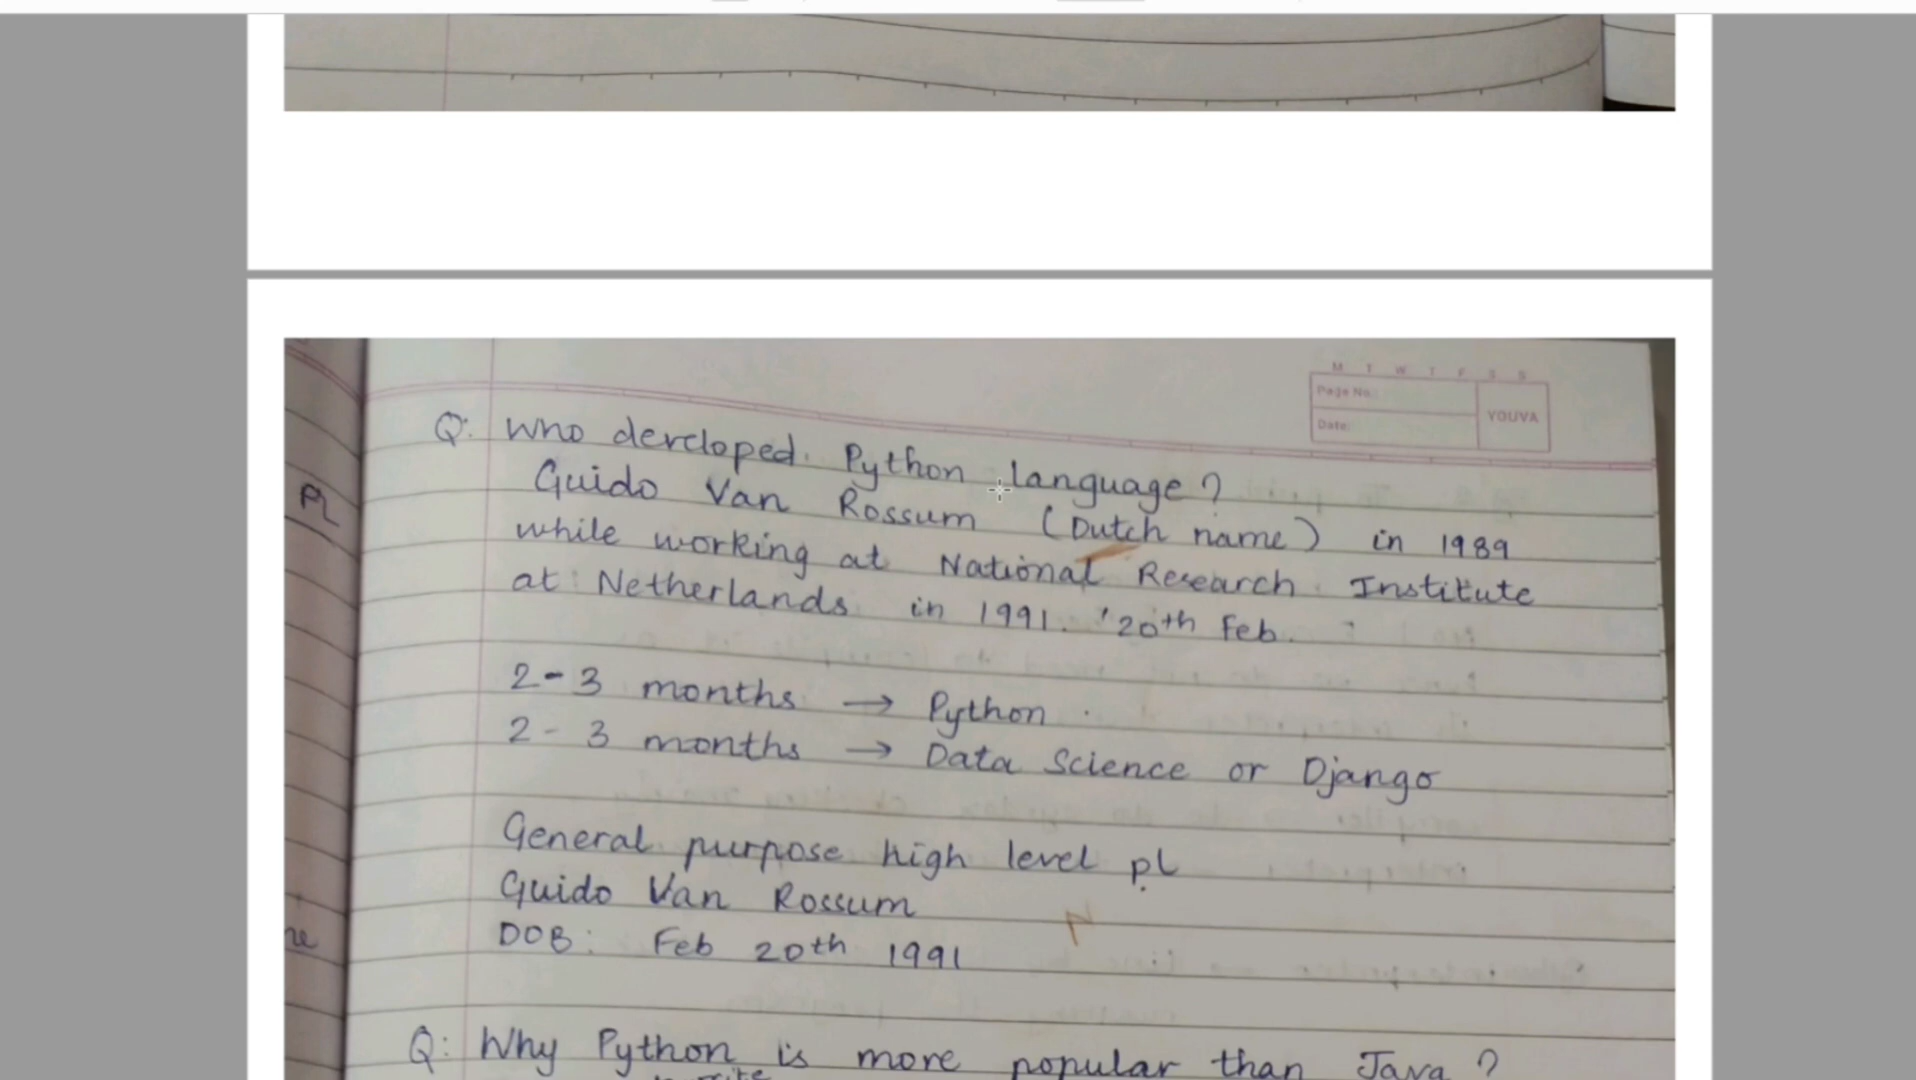 M T W T F S S
Page No.:
Date:
YOUVA
Q. Who developed Python language?
Guido Van Rossum (Dutch name) in 1989
while working at National Research Institute
at Netherlands in 1991. '20th Feb.
2-3 months → Python.
2-3 months → Data Science or Django
General purpose high level pl
Guido Van Rossum
DOB: Feb 20th 1991
Q: Why Python is more popular than Java?
PL